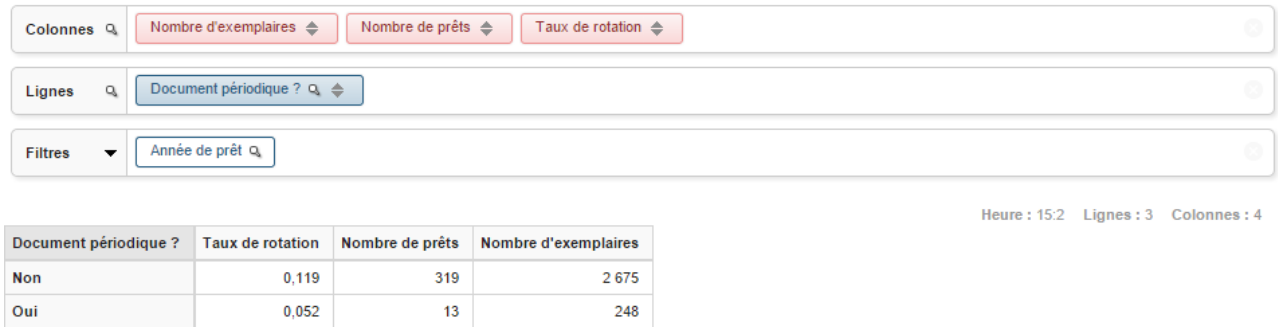 Colonnes Nombre d'exemplaires Nombre de prêts Taux de rotation
Lignes Document périodique ?
Filtres Année de prêt
Heure : 15:2 Lignes : 3 Colonnes : 4
Document périodique ? Taux de rotation Nombre de prêts Nombre d'exemplaires
Non 0,119 319 2 675
Oui 0,052 13 248